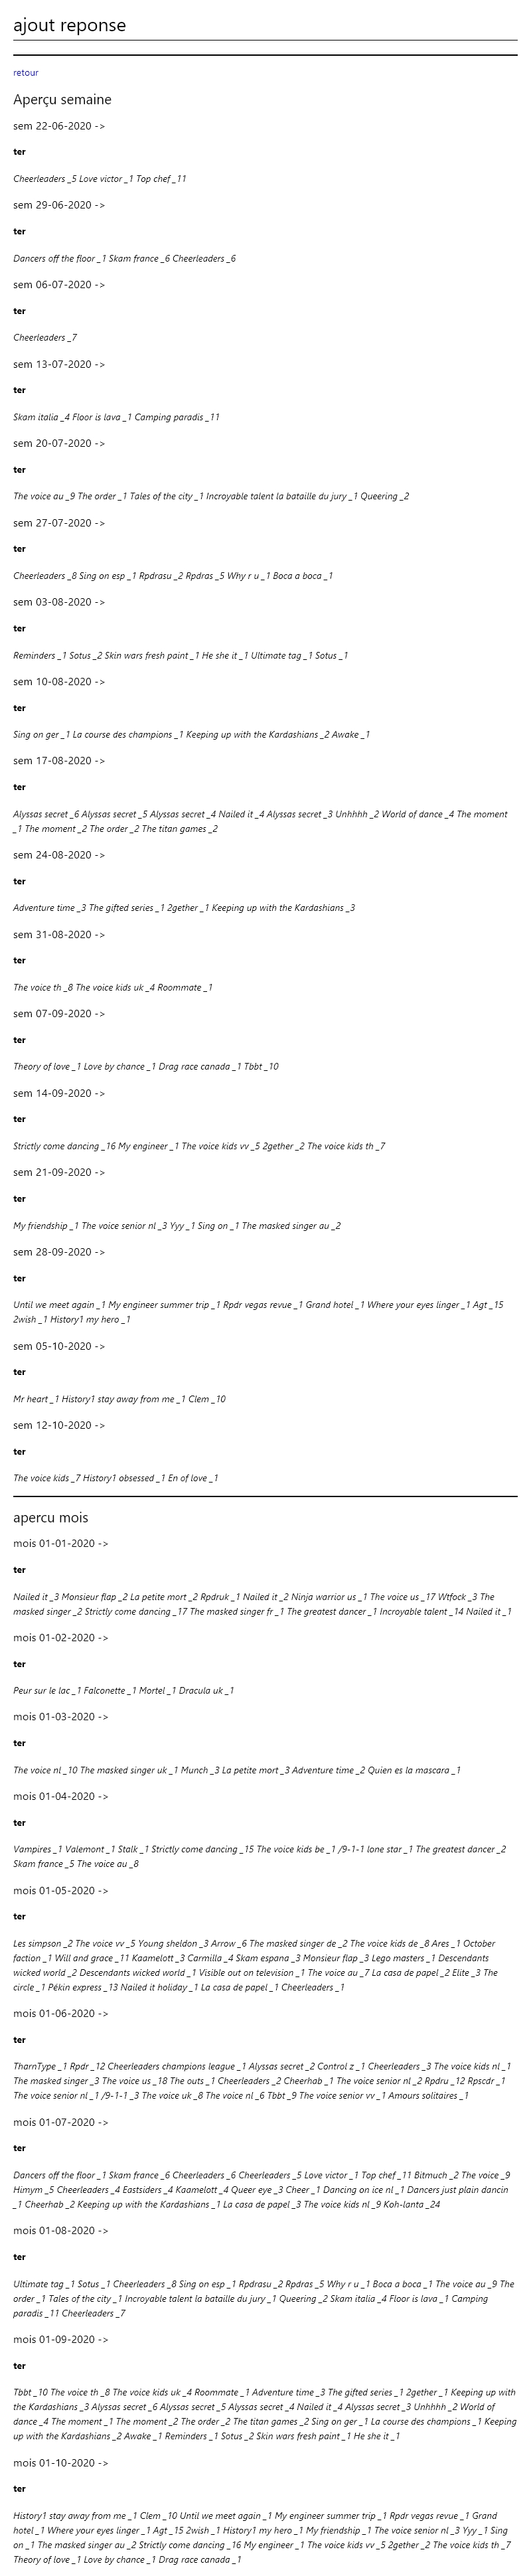 ajout reponse
retour
Aperçu semaine
sem 22-06-2020 ->
ter
Cheerleaders _5 Love victor _1 Top chef _11
sem 29-06-2020 ->
ter
Dancers off the floor _1 Skam france _6 Cheerleaders _6
sem 06-07-2020 ->
ter
Cheerleaders _7
sem 13-07-2020 ->
ter
Skam italia _4 Floor is lava _1 Camping paradis _11
sem 20-07-2020 ->
ter
The voice au _9 The order _1 Tales of the city _1 Incroyable talent la bataille du jury _1 Queering _2
sem 27-07-2020 ->
ter
Cheerleaders _8 Sing on esp _1 Rpdrasu _2 Rpdras _5 Why r u _1 Boca a boca _1
sem 03-08-2020 ->
ter
Reminders _1 Sotus _2 Skin wars fresh paint _1 He she it _1 Ultimate tag _1 Sotus _1
sem 10-08-2020 ->
ter
Sing on ger _1 La course des champions _1 Keeping up with the Kardashians _2 Awake _1
sem 17-08-2020 ->
ter
Alyssas secret _6 Alyssas secret _5 Alyssas secret _4 Nailed it _4 Alyssas secret _3 Unhhhh _2 World of dance _4 The moment
_1 The moment _2 The order _2 The titan games _2
sem 24-08-2020 ->
ter
Adventure time _3 The gifted series _1 2gether _1 Keeping up with the Kardashians _3
sem 31-08-2020 ->
ter
The voice th _8 The voice kids uk _4 Roommate _1
sem 07-09-2020 ->
ter
Theory of love _1 Love by chance _1 Drag race canada _1 Tbbt _10
sem 14-09-2020 ->
ter
Strictly come dancing _16 My engineer _1 The voice kids vv _5 2gether _2 The voice kids th _7
sem 21-09-2020 ->
ter
My friendship _1 The voice senior nl _3 Yyy _1 Sing on _1 The masked singer au _2
sem 28-09-2020 ->
ter
Until we meet again _1 My engineer summer trip _1 Rpdr vegas revue _1 Grand hotel _1 Where your eyes linger _1 Agt _15
2wish _1 History1 my hero _1
sem 05-10-2020 ->
ter
Mr heart _1 History1 stay away from me _1 Clem _10
sem 12-10-2020 ->
ter
The voice kids _7 History1 obsessed _1 En of love _1
apercu mois
mois 01-01-2020 ->
ter
Nailed it _3 Monsieur flap _2 La petite mort _2 Rpdruk _1 Nailed it _2 Ninja warrior us _1 The voice us _17 Wtfock _3 The
masked singer _2 Strictly come dancing _17 The masked singer fr _1 The greatest dancer _1 Incroyable talent _14 Nailed it _1
mois 01-02-2020 ->
ter
Peur sur le lac _1 Falconette _1 Mortel _1 Dracula uk _1
mois 01-03-2020 ->
ter
The voice nl _10 The masked singer uk _1 Munch _3 La petite mort _3 Adventure time _2 Quien es la mascara _1
mois 01-04-2020 ->
ter
Vampires _1 Valemont _1 Stalk _1 Strictly come dancing _15 The voice kids be _1 /9-1-1 lone star _1 The greatest dancer _2
Skam france _5 The voice au _8
mois 01-05-2020 ->
ter
Les simpson _2 The voice vv _5 Young sheldon _3 Arrow _6 The masked singer de _2 The voice kids de _8 Ares _1 October
faction _1 Will and grace _11 Kaamelott _3 Carmilla _4 Skam espana _3 Monsieur flap _3 Lego masters _1 Descendants
wicked world _2 Descendants wicked world _1 Visible out on television _1 The voice au _7 La casa de papel _2 Elite _3 The
circle _1 Pékin express _13 Nailed it holiday _1 La casa de papel _1 Cheerleaders _1
mois 01-06-2020 ->
ter
TharnType _1 Rpdr _12 Cheerleaders champions league _1 Alyssas secret _2 Control z _1 Cheerleaders _3 The voice kids nl _1
The masked singer _3 The voice us _18 The outs _1 Cheerleaders _2 Cheerhab _1 The voice senior nl _2 Rpdru _12 Rpscdr _1
The voice senior nl _1 /9-1-1 _3 The voice uk _8 The voice nl _6 Tbbt _9 The voice senior vv _1 Amours solitaires _1
mois 01-07-2020 ->
ter
Dancers off the floor _1 Skam france _6 Cheerleaders _6 Cheerleaders _5 Love victor _1 Top chef _11 Bitmuch _2 The voice _9
Himym _5 Cheerleaders _4 Eastsiders _4 Kaamelott _4 Queer eye _3 Cheer _1 Dancing on ice nl _1 Dancers just plain dancin
_1 Cheerhab _2 Keeping up with the Kardashians _1 La casa de papel _3 The voice kids nl _9 Koh-lanta _24
mois 01-08-2020 ->
ter
Ultimate tag _1 Sotus _1 Cheerleaders _8 Sing on esp _1 Rpdrasu _2 Rpdras _5 Why r u _1 Boca a boca _1 The voice au _9 The
order _1 Tales of the city _1 Incroyable talent la bataille du jury _1 Queering _2 Skam italia _4 Floor is lava _1 Camping
paradis _11 Cheerleaders _7
mois 01-09-2020 ->
ter
Tbbt _10 The voice th _8 The voice kids uk _4 Roommate _1 Adventure time _3 The gifted series _1 2gether _1 Keeping up with
the Kardashians _3 Alyssas secret _6 Alyssas secret _5 Alyssas secret _4 Nailed it _4 Alyssas secret _3 Unhhhh _2 World of
dance _4 The moment _1 The moment _2 The order _2 The titan games _2 Sing on ger _1 La course des champions _1 Keeping
up with the Kardashians _2 Awake _1 Reminders _1 Sotus _2 Skin wars fresh paint _1 He she it _1
mois 01-10-2020 ->
ter
History1 stay away from me _1 Clem _10 Until we meet again _1 My engineer summer trip _1 Rpdr vegas revue _1 Grand
hotel _1 Where your eyes linger _1 Agt _15 2wish _1 History1 my hero _1 My friendship _1 The voice senior nl _3 Yyy _1 Sing
on _1 The masked singer au _2 Strictly come dancing _16 My engineer _1 The voice kids vv _5 2gether _2 The voice kids th _7
Theory of love _1 Love by chance _1 Drag race canada _1